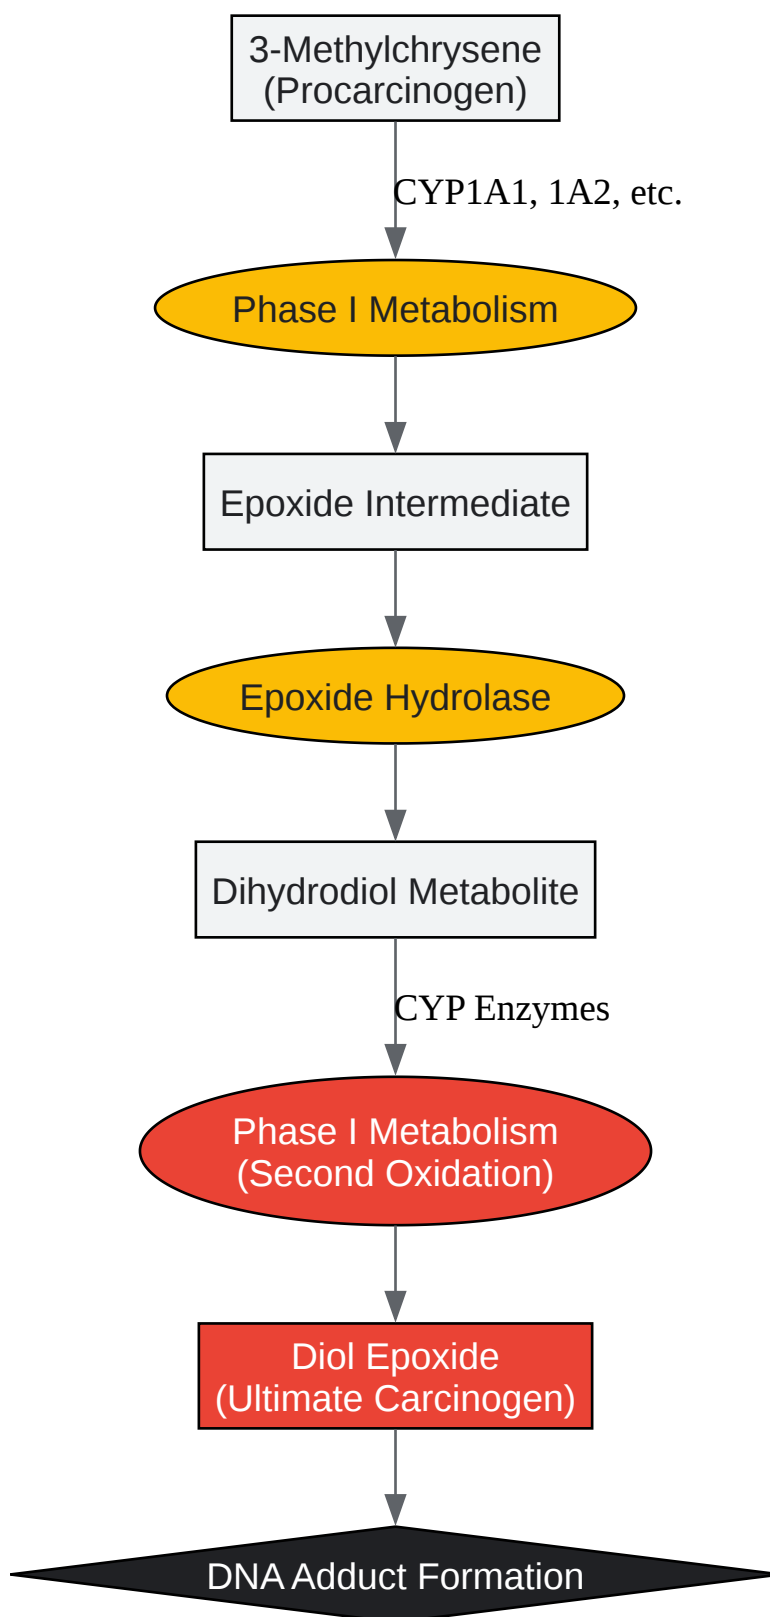 3-Methylchrysene
(Procarcinogen)
CYP1A1, 1A2, etc.
Phase I Metabolism
Epoxide Intermediate
Epoxide Hydrolase
Dihydrodiol Metabolite
CYP Enzymes
Phase I Metabolism
(Second Oxidation)
Diol Epoxide
(Ultimate Carcinogen)
DNA Adduct Formation